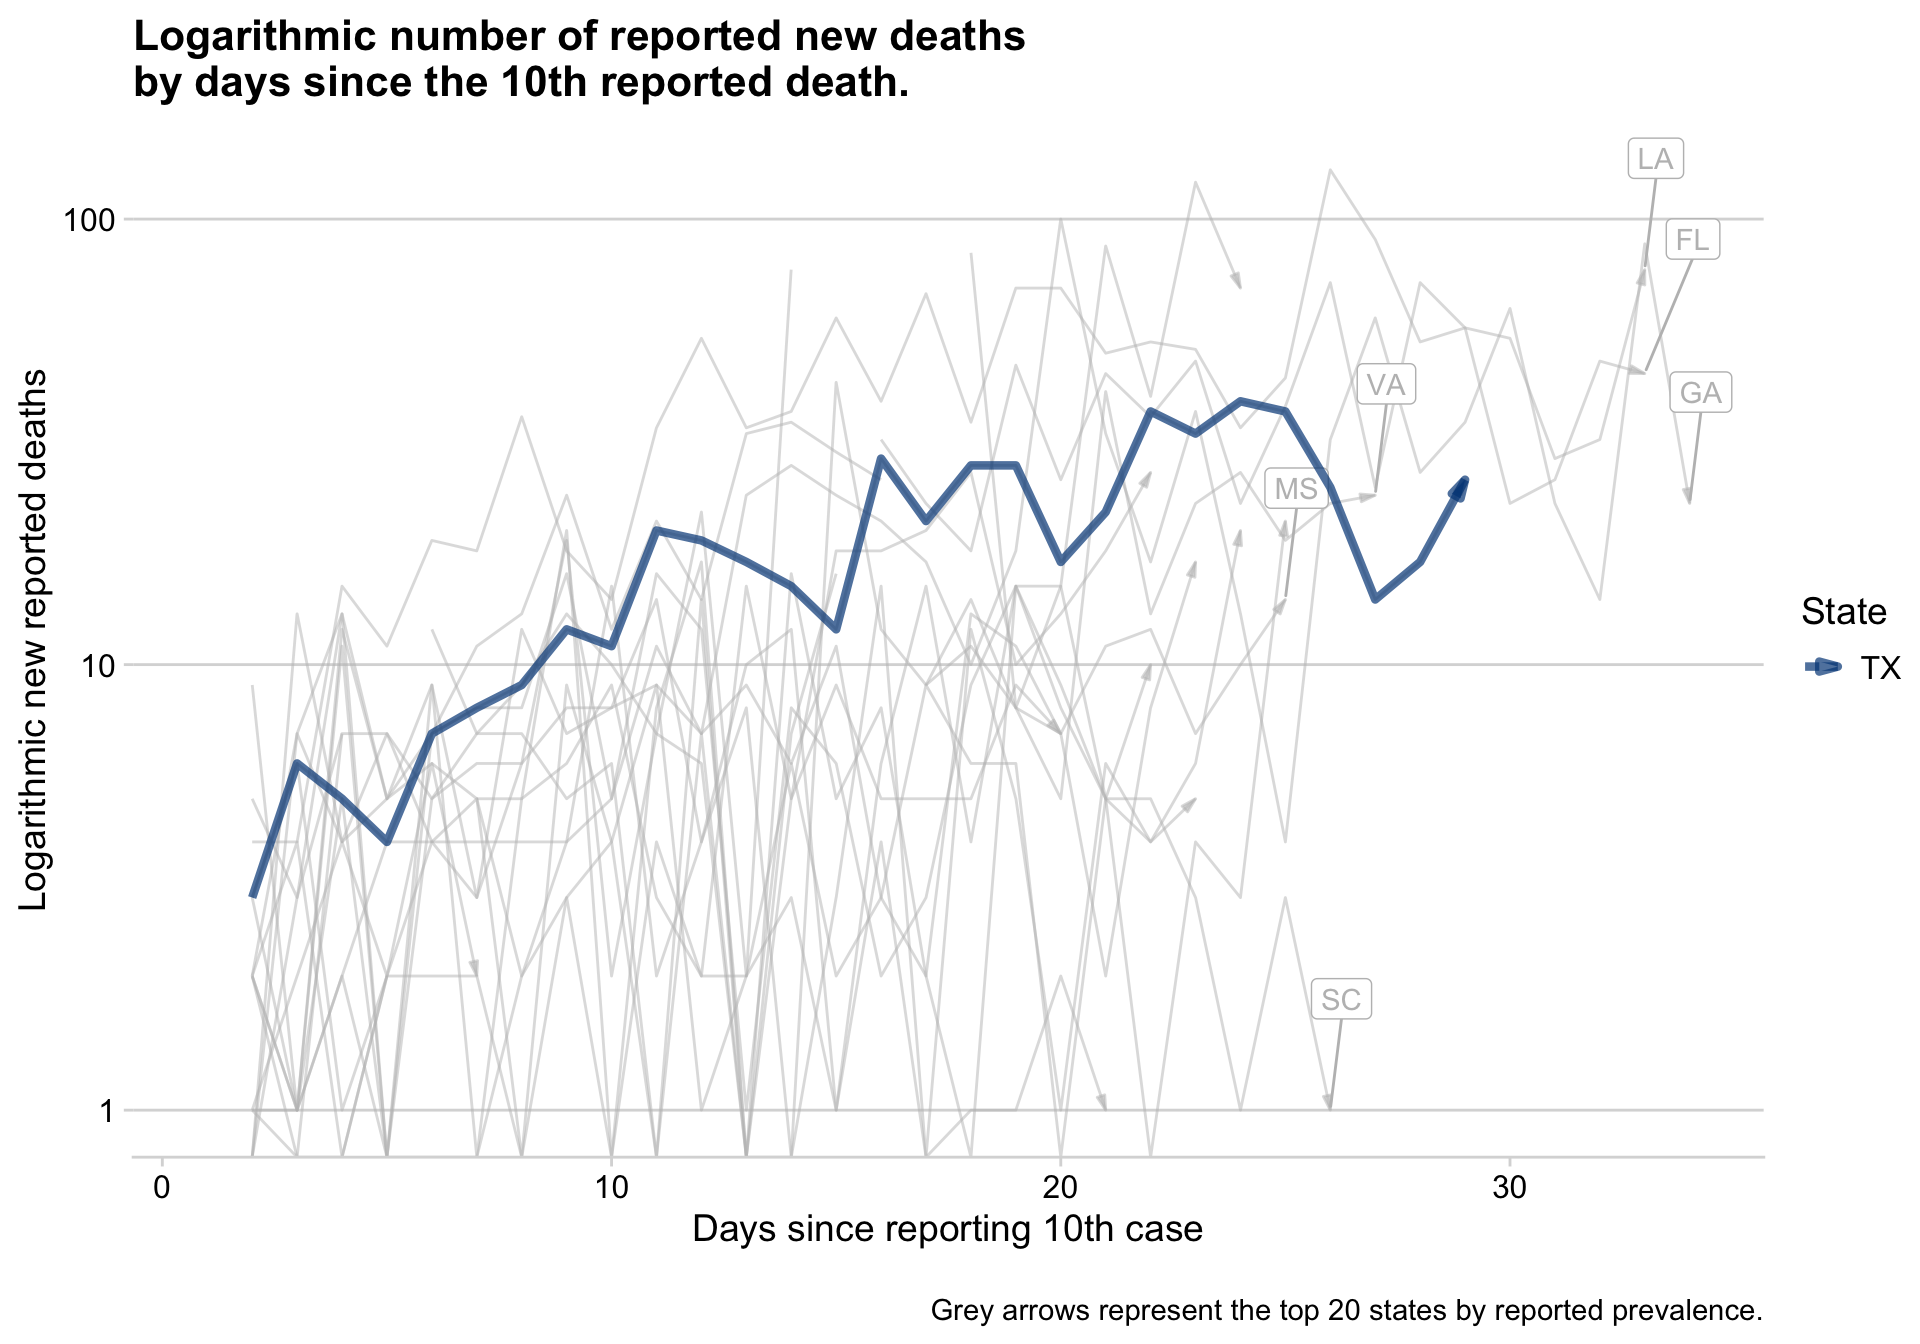 Logarithmic number of reported new deaths
by days since the 10th reported death.
LA
100
FL
VA
GA
MS
Logarithmic new reported deaths
State
10
TX
SC
1
0 10 20 30
Days since reporting 10th case
Grey arrows represent the top 20 states by reported prevalence.